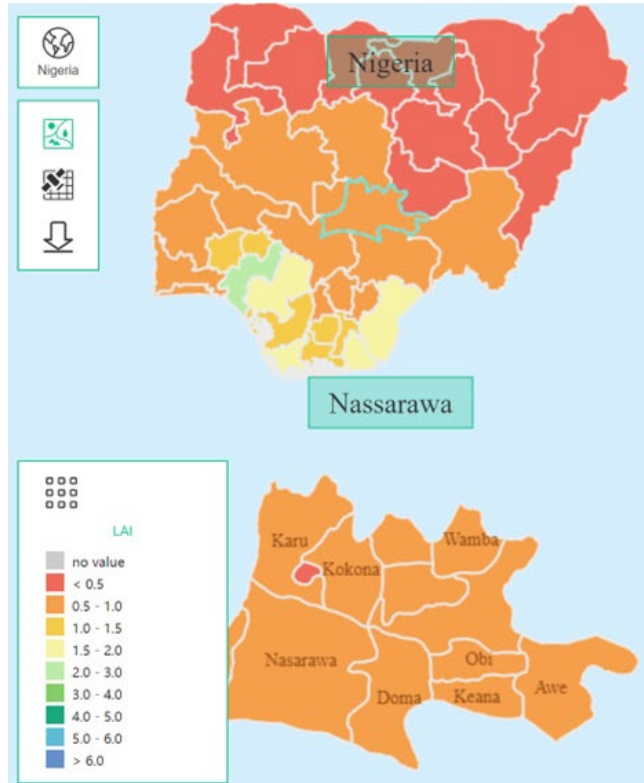 Nigeria
Nigeria
Nassarawa
LAI
no value
< 0.5
0.5 - 1.0
1.0 - 1.5
1.5 - 2.0
2.0 - 3.0
3.0 - 4.0
4.0 - 5.0
5.0 - 6.0
> 6.0
Karu
Kokona
Wamba
Nasarawa
Doma
Obi
Keana
Awe